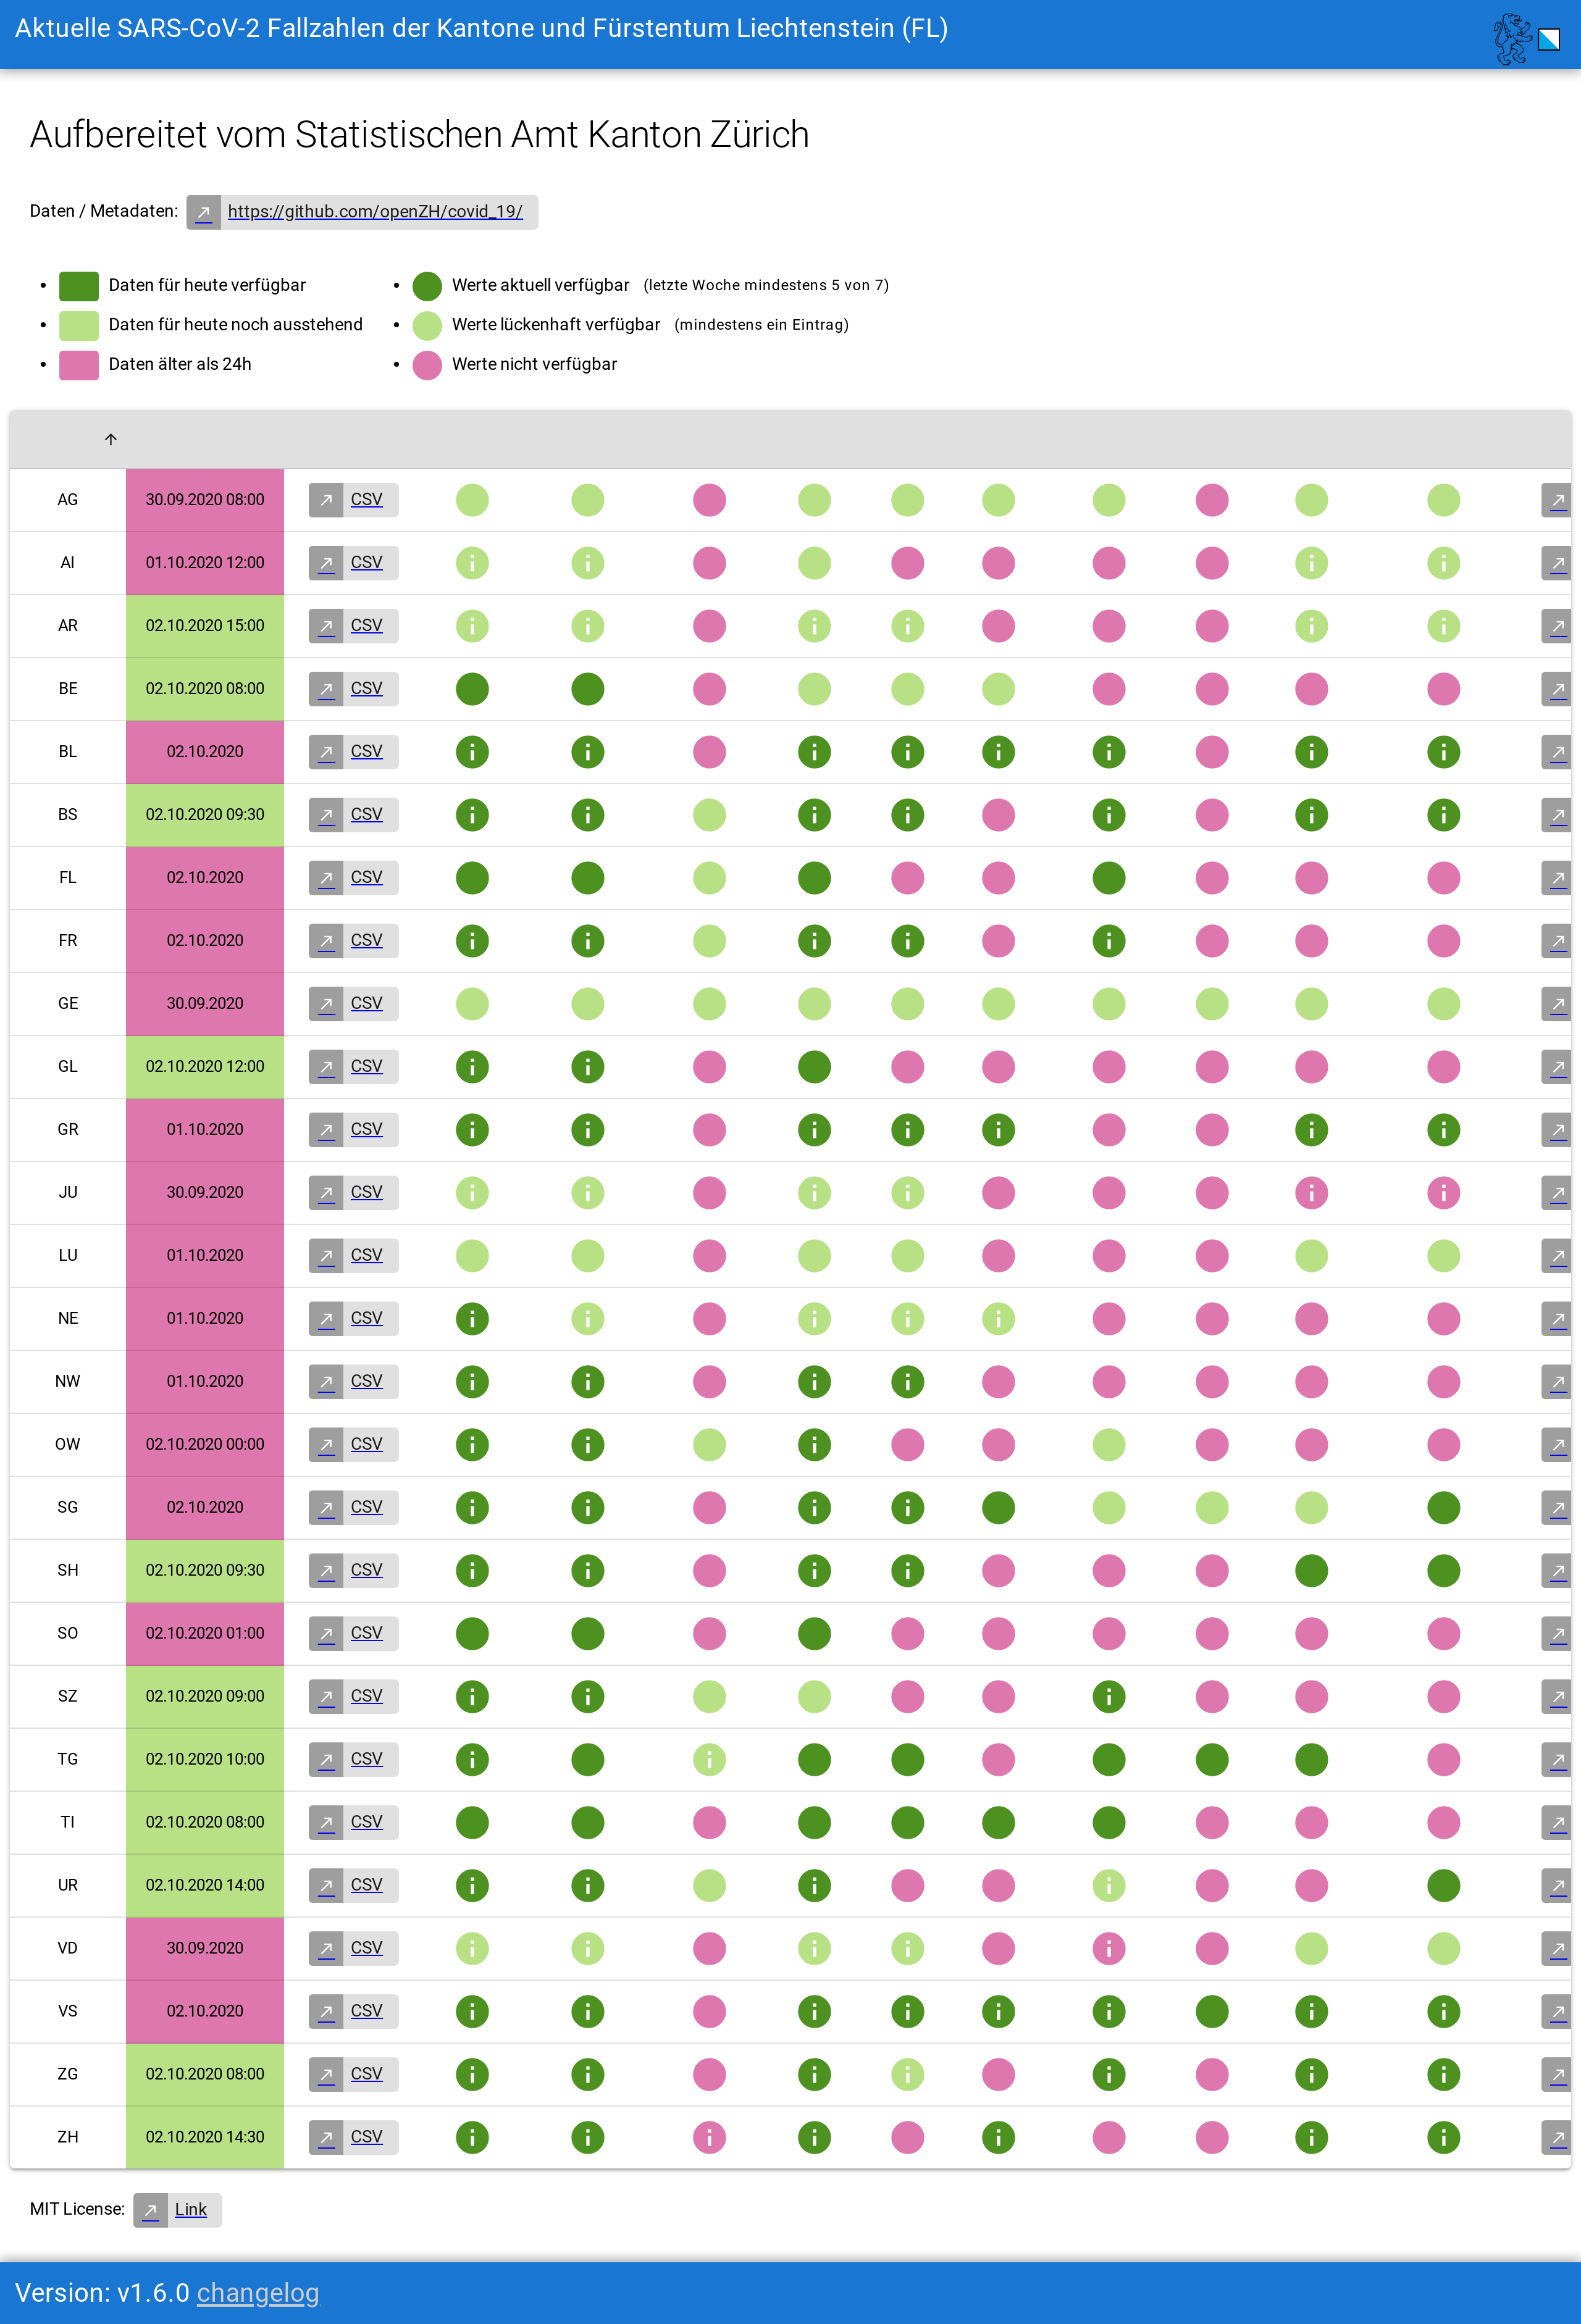 Aktuelle SARS-CoV-2 Fallzahlen der Kantone und Fürstentum Liechtenstein (FL)
Aufbereitet vom Statistischen Amt Kanton Zürich
Daten / Metadaten: https://github.com/openZH/covid_19/
Daten für heute verfügbar
Daten für heute noch ausstehend
Daten älter als 24h
Werte aktuell verfügbar (letzte Woche mindestens 5 von 7)
Werte lückenhaft verfügbar (mindestens ein Eintrag)
Werte nicht verfügbar
AG 30.09.2020 08:00 CSV
AI 01.10.2020 12:00 CSV
AR 02.10.2020 15:00 CSV
BE 02.10.2020 08:00 CSV
BL 02.10.2020 CSV
BS 02.10.2020 09:30 CSV
FL 02.10.2020 CSV
FR 02.10.2020 CSV
GE 30.09.2020 CSV
GL 02.10.2020 12:00 CSV
GR 01.10.2020 CSV
JU 30.09.2020 CSV
LU 01.10.2020 CSV
NE 01.10.2020 CSV
NW 01.10.2020 CSV
OW 02.10.2020 00:00 CSV
SG 02.10.2020 CSV
SH 02.10.2020 09:30 CSV
SO 02.10.2020 01:00 CSV
SZ 02.10.2020 09:00 CSV
TG 02.10.2020 10:00 CSV
TI 02.10.2020 08:00 CSV
UR 02.10.2020 14:00 CSV
VD 30.09.2020 CSV
VS 02.10.2020 CSV
ZG 02.10.2020 08:00 CSV
ZH 02.10.2020 14:30 CSV
MIT License: Link
Version: v1.6.0 changelog